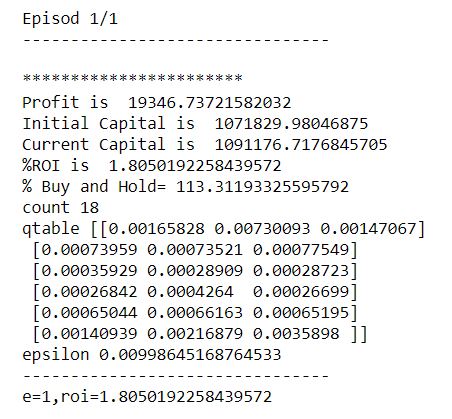 Episod 1/1
-------------------------------
***********************
Profit is  19346.73721582032
Initial Capital is  1071829.98046875
Current Capital is  1091176.7176845705
%ROI is  1.8050192258439572
% Buy and Hold= 113.31193325595792
count 18
qtable [[0.00165828 0.00730093 0.00147067]
 [0.00073959 0.00073521 0.00077549]
 [0.00035929 0.00028909 0.00028723]
 [0.00026842 0.0004264  0.00026699]
 [0.00065044 0.00066163 0.00065195]
 [0.00140939 0.00216879 0.0035898 ]]
epsilon 0.00998645168764533
-------------------------------
e=1,roi=1.8050192258439572